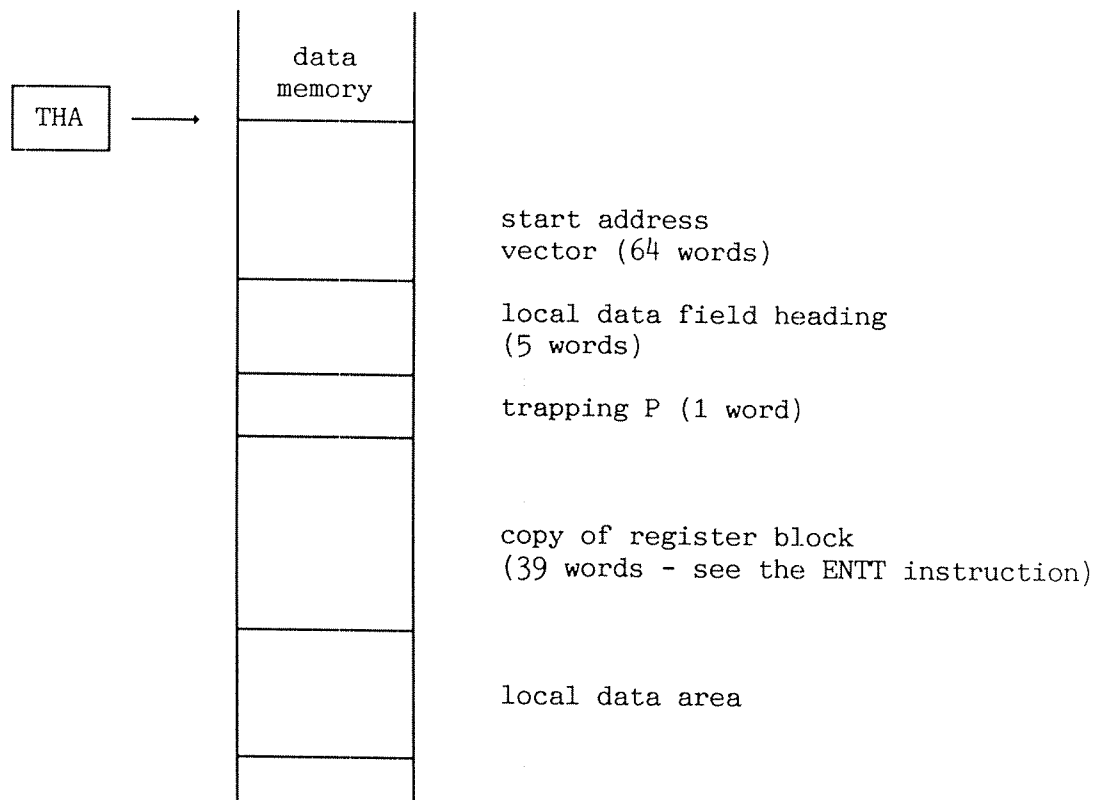 data
memory
THA
start address
vector (64 words)
local data field heading
(5 words)
trapping P (1 word)
copy of register block
(39 words - see the ENTT instruction)
local data area